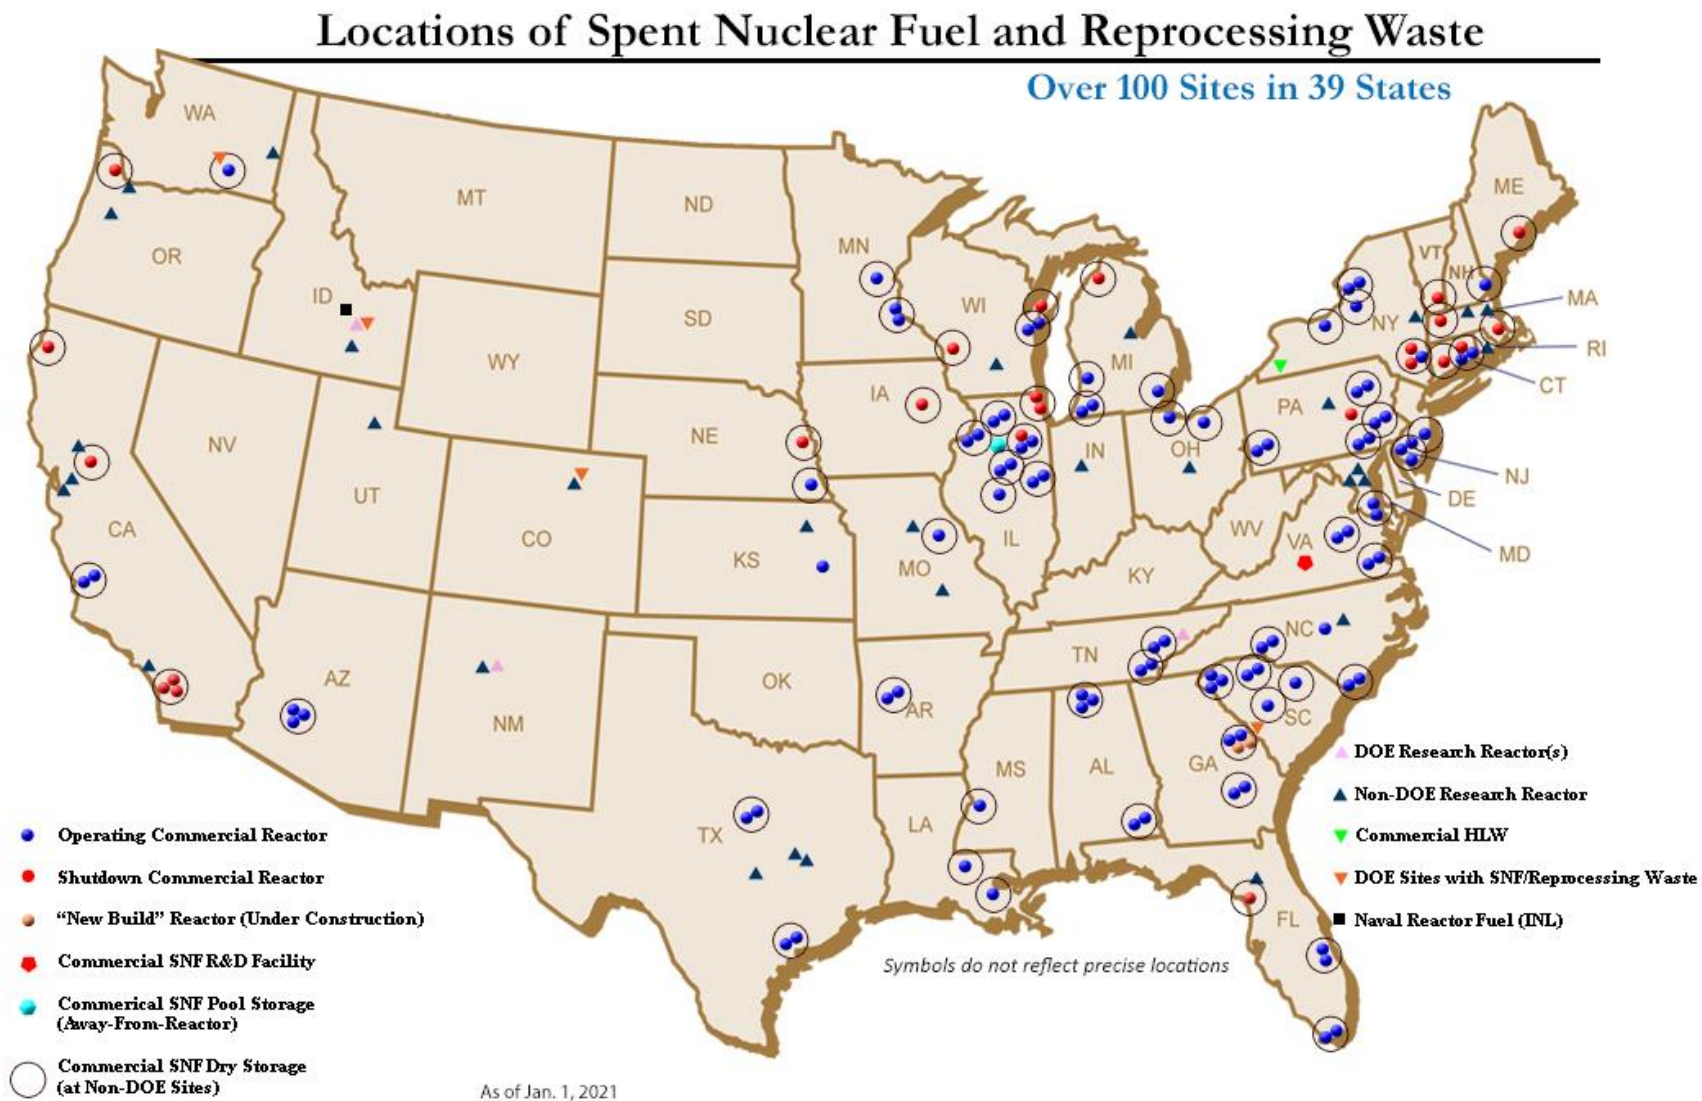 Locations of Spent Nuclear Fuel and Reprocessing Waste
Over 100 Sites in 39 States
WA
MT
ND
MN
ME
OR
ID
SD
WI
VT
NH
MA
WY
MI
NY
RI
CT
IA
NE
PA
NV
UT
IN
OH
NJ
DE
CA
CO
KS
MO
IL
WV
VA
MD
KY
NC
TN
AZ
OK
NM
AR
SC
MS
AL
GA
TX
LA
FL
Operating Commercial Reactor
Shutdown Commercial Reactor
“New Build” Reactor (Under Construction)
Commercial SNF R&D Facility
Commerical SNF Pool Storage
(Away-From-Reactor)
Commercial SNF Dry Storage
(at Non-DOE Sites)
DOE Research Reactor(s)
Non-DOE Research Reactor
Commercial HLW
DOE Sites with SNF/Reprocessing Waste
Naval Reactor Fuel (INL)
Symbols do not reflect precise locations
As of Jan. 1, 2021